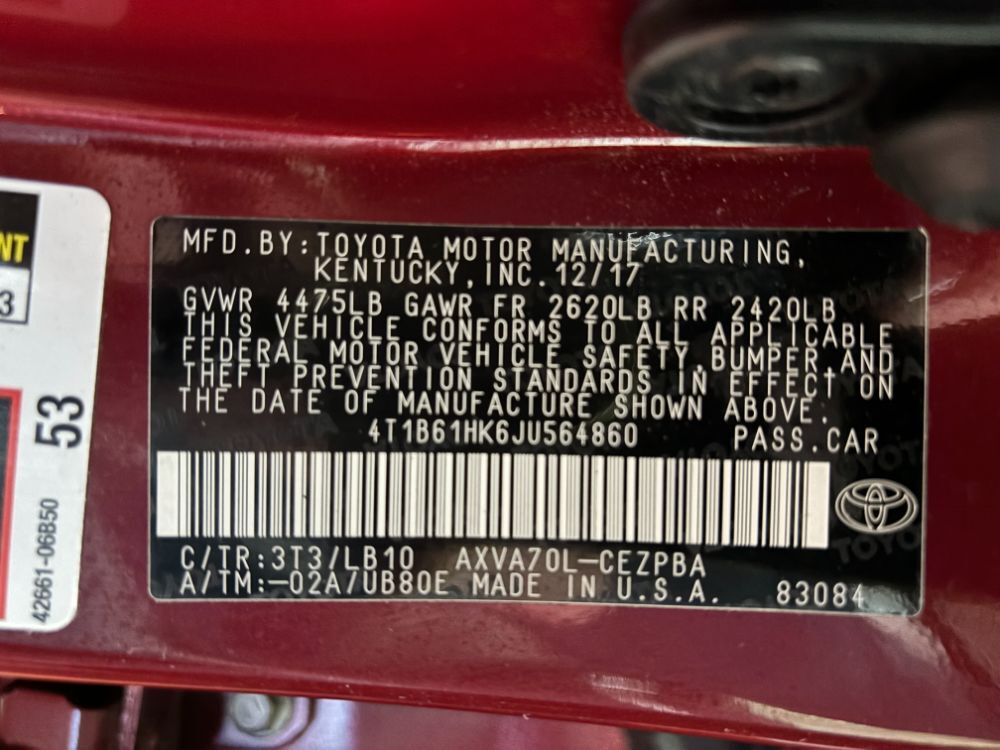 MFD.BY:TOYOTA MOTOR MANUFACTURING,
KENTUCKY,INC.12/17
GVWR 4475LB GAWR FR 2620LB RR 2420LB
THIS VEHICLE CONFORMS TO ALL APPLICABLE
FEDERAL MOTOR VEHICLE SAFETY,BUMPER,AND
THEFT PREVENTION STANDARDS IN EFFECT ON
THE DATE OF MANUFACTURE SHOWN ABOVE.
4T1B61HK6JU564860 PASS.CAR
C/TR:3T3/LB10 AXVA70L-CEZPBA
A/TM:-02A/UB80E MADE IN U.S.A. 83084
NT
3
53
42661-06B50